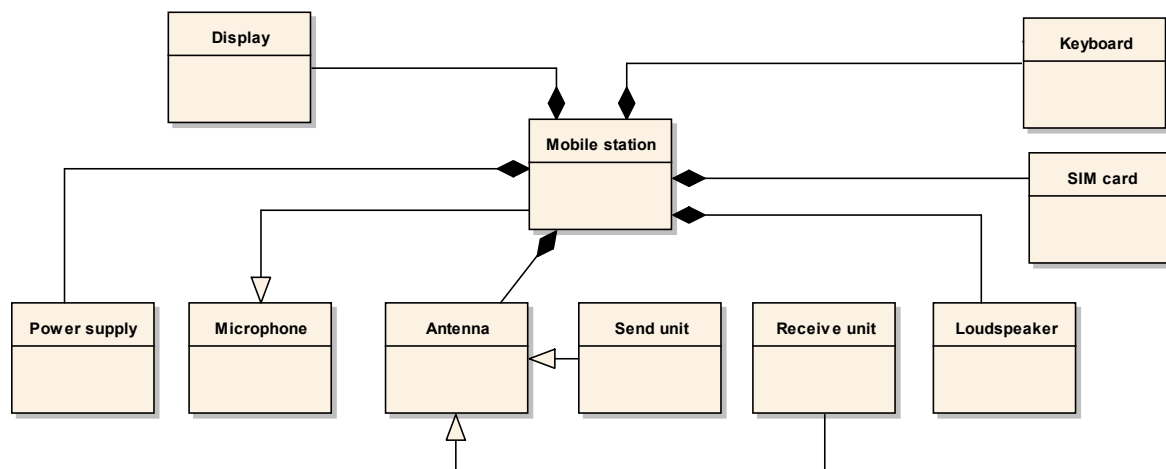 Display
Keyboard
Mobile station
SIM card
Power supply
Microphone
Antenna
Send unit
Receive unit
Loudspeaker